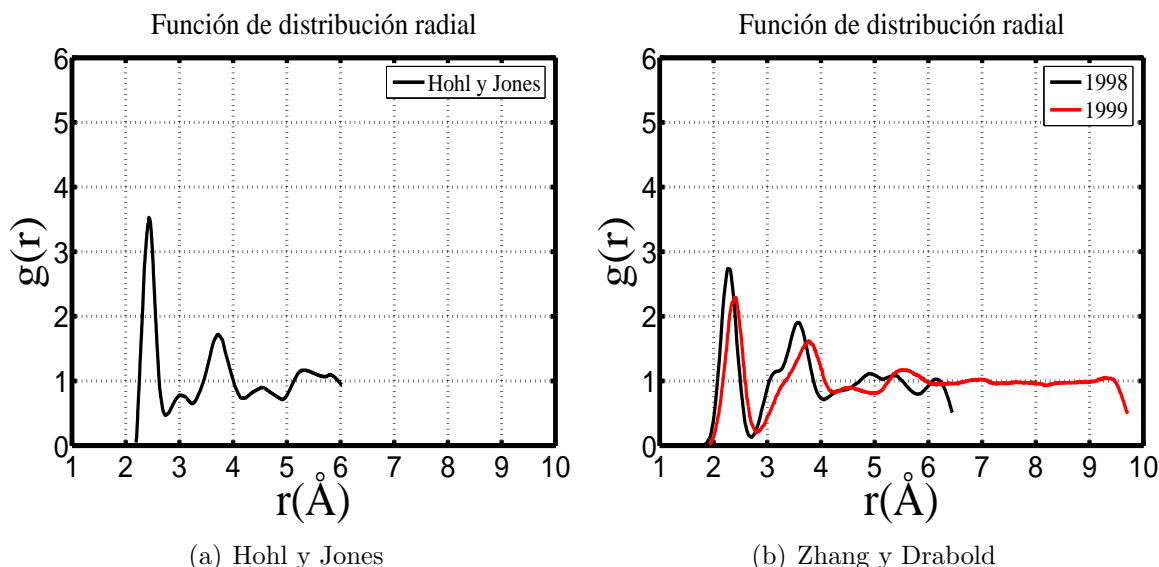 Función de distribución radial
Hohl y Jones
6
5
4
3
2
1
0
g(r)
1 2 3 4 5 6 7 8 9 10
r(Å)
(a) Hohl y Jones
Función de distribución radial
1998
1999
6
5
4
3
2
1
0
g(r)
1 2 3 4 5 6 7 8 9 10
r(Å)
(b) Zhang y Drabold